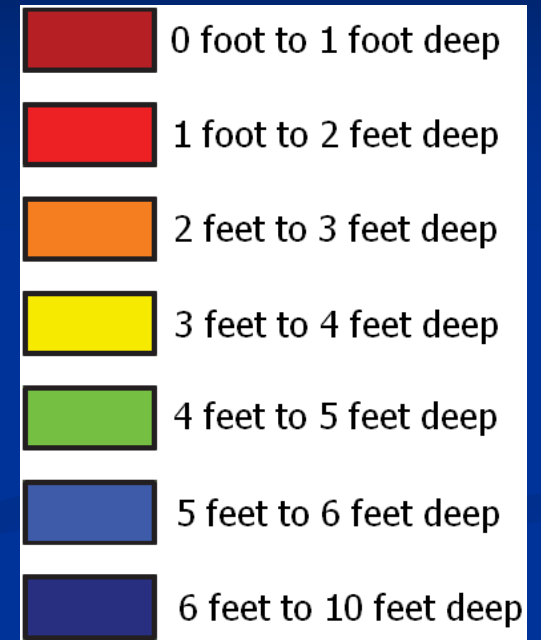 0 foot to 1 foot deep
1 foot to 2 feet deep
2 feet to 3 feet deep
3 feet to 4 feet deep
4 feet to 5 feet deep
5 feet to 6 feet deep
6 feet to 10 feet deep